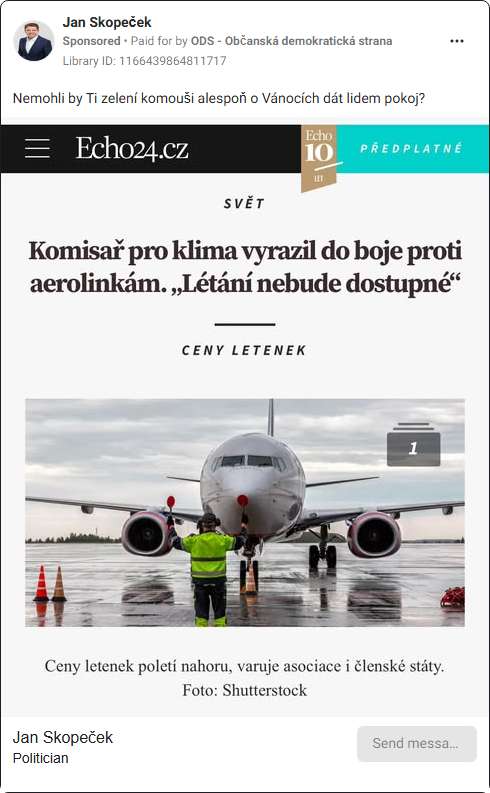 Jan Skopeček
Sponsored • Paid for by ODS - Občanská demokratická strana
Library ID: 1166439864811717
Nemohli by Ti zelení komouši alespoň o Vánocích dát lidem pokoj?
Echo24.cz
Echo
10
let
PŘEDPLATNÉ
SVĚT
Komisař pro klima vyrazil do boje proti
aerolinkám. „Létání nebude dostupné“
CENY LETENEK
1
Ceny letenek poletí nahoru, varuje asociace i členské státy.
Foto: Shutterstock
Jan Skopeček
Politician
Send messa...